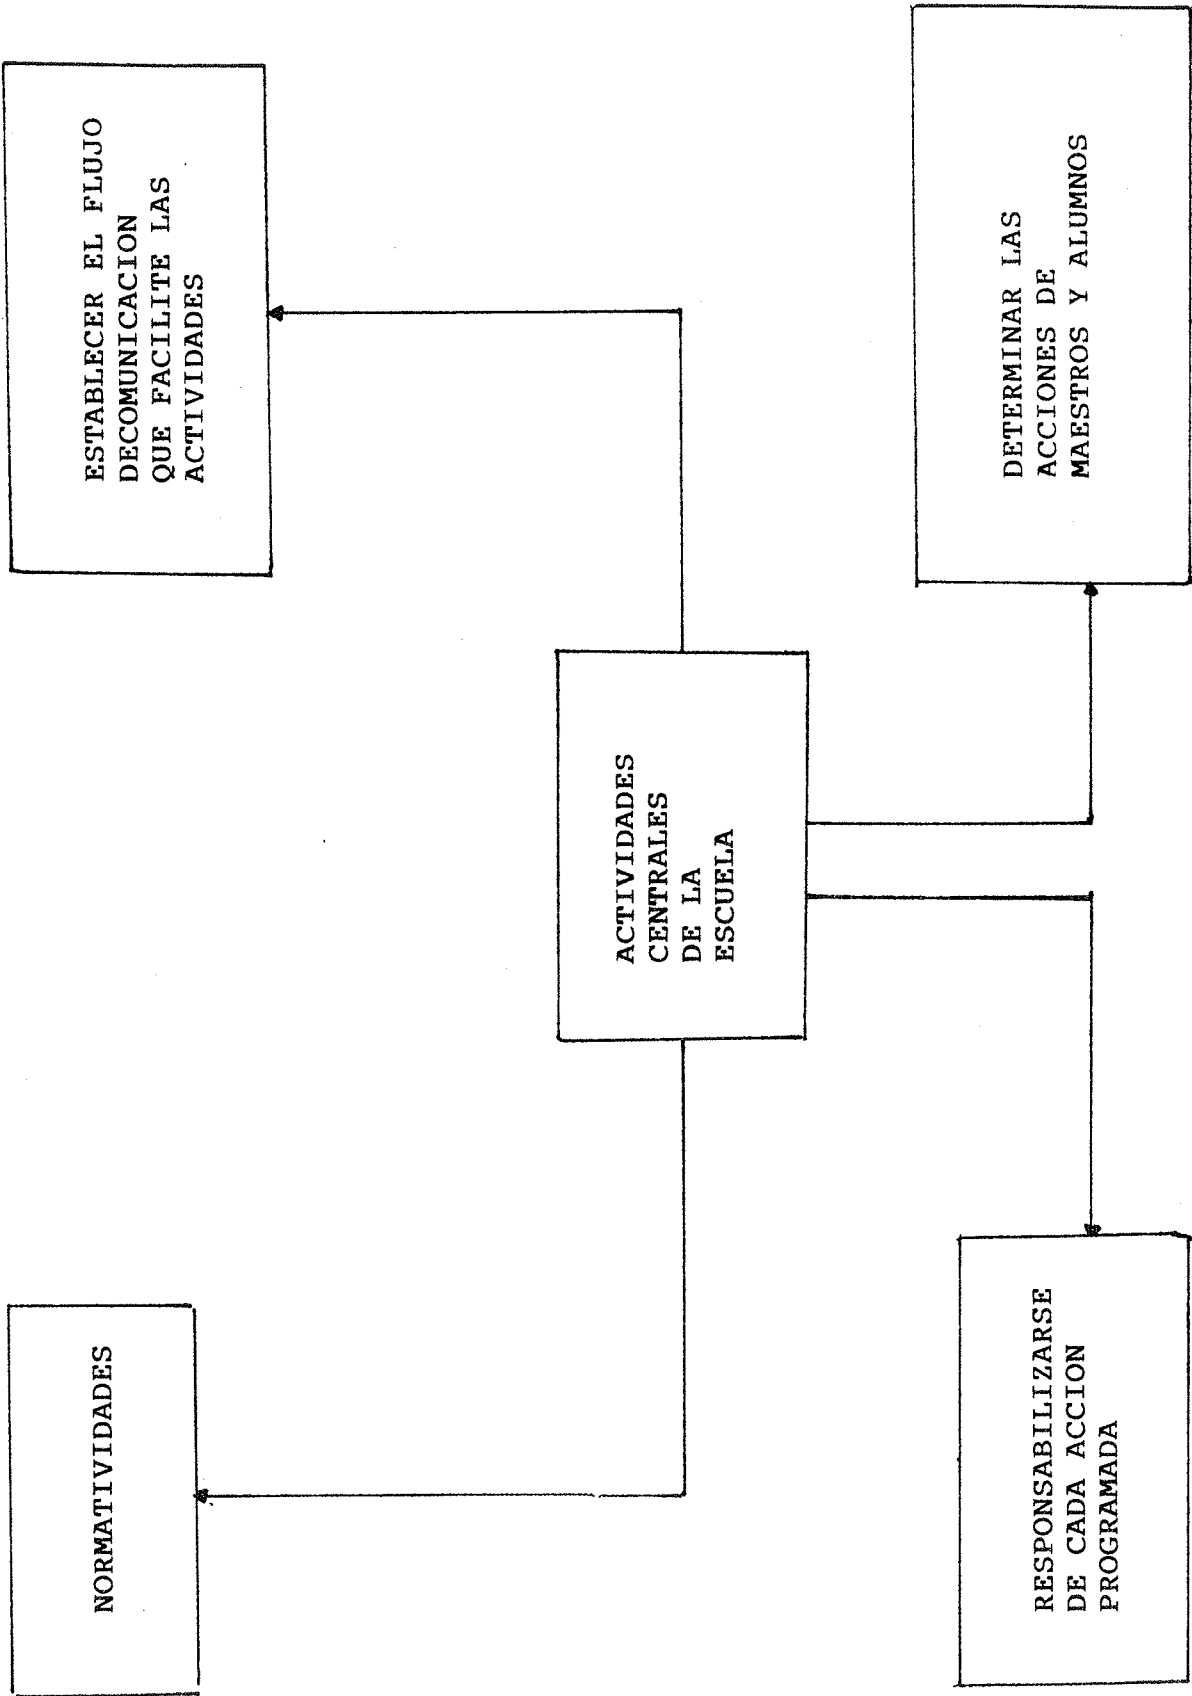 NORMATIVIDADES
ESTABLECER EL FLUJO
DECOMUNICACION
QUE FACILITE LAS
ACTIVIDADES
ACTIVIDADES
CENTRALES
DE LA
ESCUELA
RESPONSABILIZARSE
DE CADA ACCION
PROGRAMADA
DETERMINAR LAS
ACCIONES DE
MAESTROS Y ALUMNOS